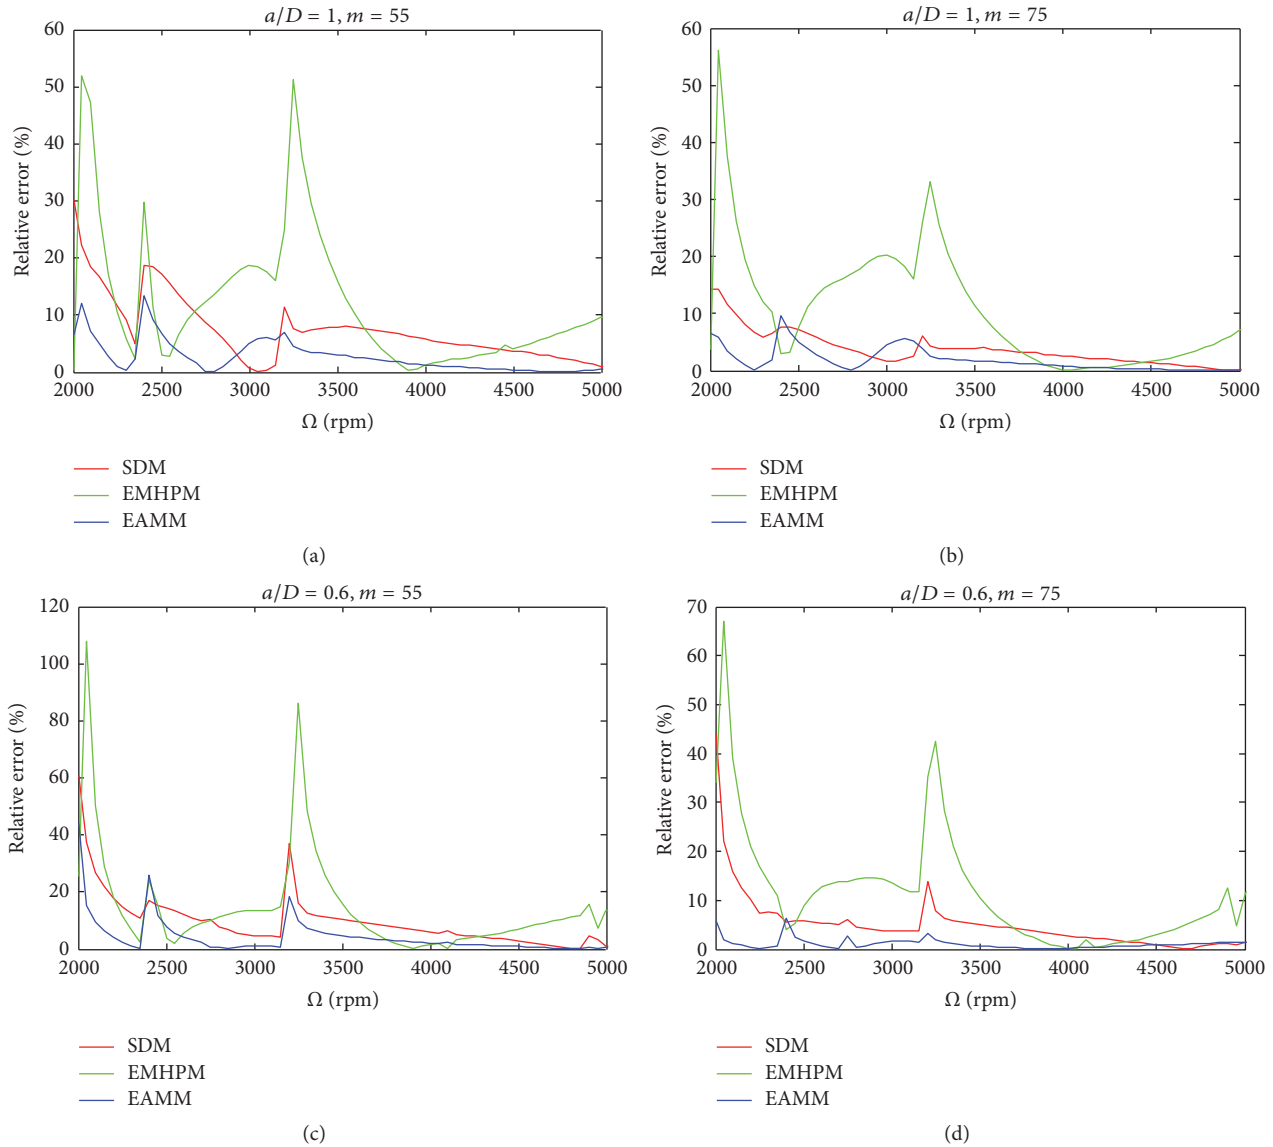 a/D = 1, m = 55
60
50
40
30
20
10
0
Relative error (%)
2000 2500 3000 3500 4000 4500 5000
Ω (rpm)
SDM
EMHPM
EAMM
(a)
a/D = 1, m = 75
60
50
40
30
20
10
0
Relative error (%)
2000 2500 3000 3500 4000 4500 5000
Ω (rpm)
SDM
EMHPM
EAMM
(b)
a/D = 0.6, m = 55
120
100
80
60
40
20
0
Relative error (%)
2000 2500 3000 3500 4000 4500 5000
Ω (rpm)
SDM
EMHPM
EAMM
(c)
a/D = 0.6, m = 75
70
60
50
40
30
20
10
0
Relative error (%)
2000 2500 3000 3500 4000 4500 5000
Ω (rpm)
SDM
EMHPM
EAMM
(d)